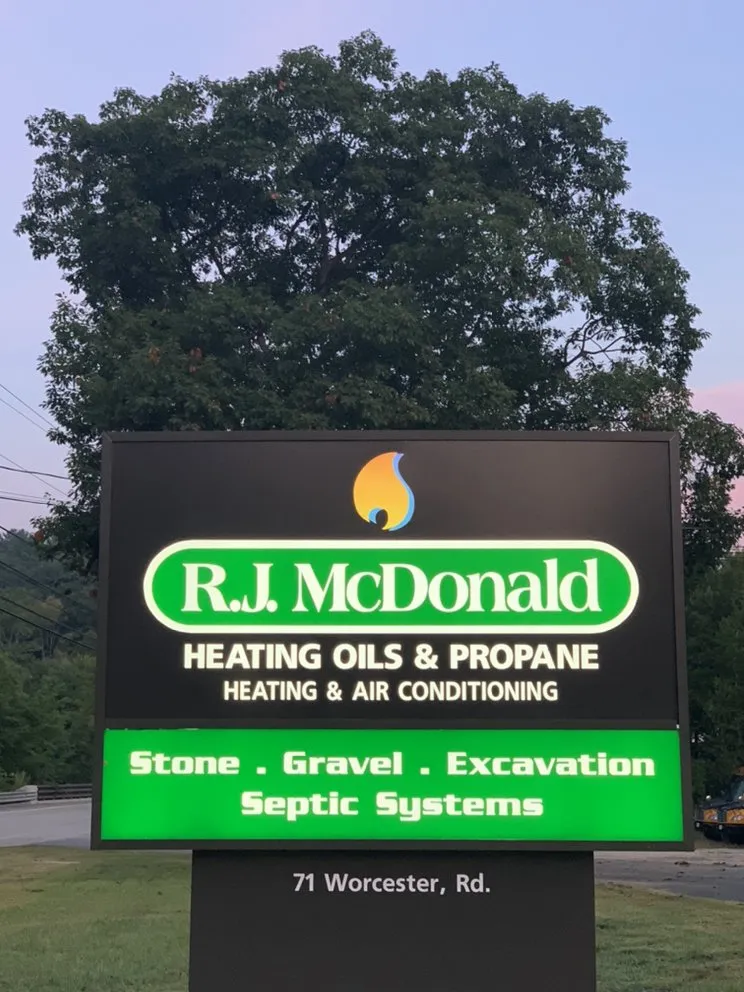 R.J. McDonald
HEATING OILS & PROPANE
HEATING & AIR CONDITIONING
Stone . Gravel . Excavation
Septic Systems
71 Worcester, Rd.